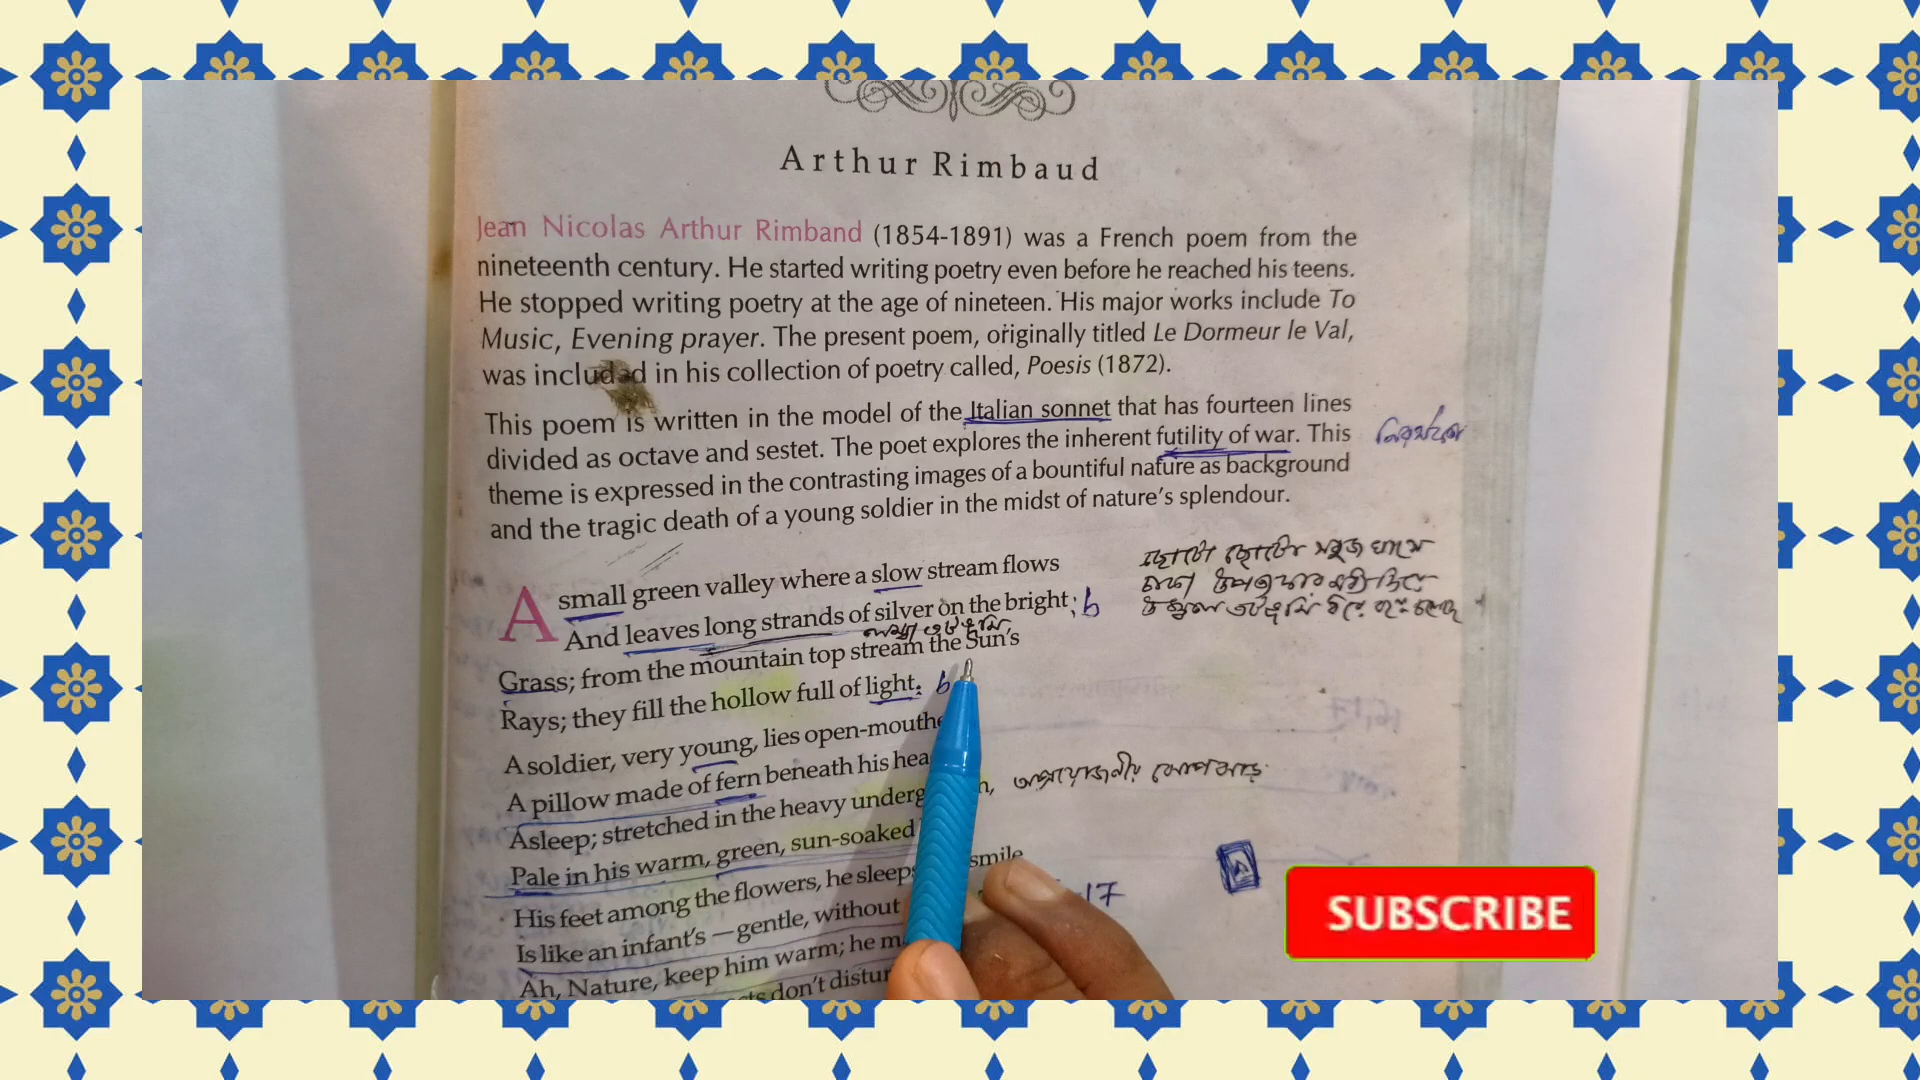 Arthur Rimbaud
Jean Nicolas Arthur Rimband (1854-1891) was a French poem from the
nineteenth century. He started writing poetry even before he reached his teens.
He stopped writing poetry at the age of nineteen. His major works include To
Music, Evening prayer. The present poem, originally titled Le Dormeur le Val,
was included in his collection of poetry called, Poesis (1872).
This poem is written in the model of the Italian sonnet that has fourteen lines
divided as octave and sestet. The poet explores the inherent futility of war. This
theme is expressed in the contrasting images of a bountiful nature as background
and the tragic death of a young soldier in the midst of nature's splendour.
A small green valley where a slow stream flows
And leaves long strands of silver on the bright; b
Grass; from the mountain top stream the Sun's
Rays; they fill the hollow full of light. b
A soldier, very young, lies open-mouthe
A pillow made of fern beneath his hea
Asleep; stretched in the heavy underg n,
Pale in his warm, green, sun-soaked
His feet among the flowers, he sleeps smile
Is like an infant's — gentle, without
Ah, Nature, keep him warm; he m
don't distur
ছোটো ছোটো সবুজ ঘাসে
17
SUBSCRIBE